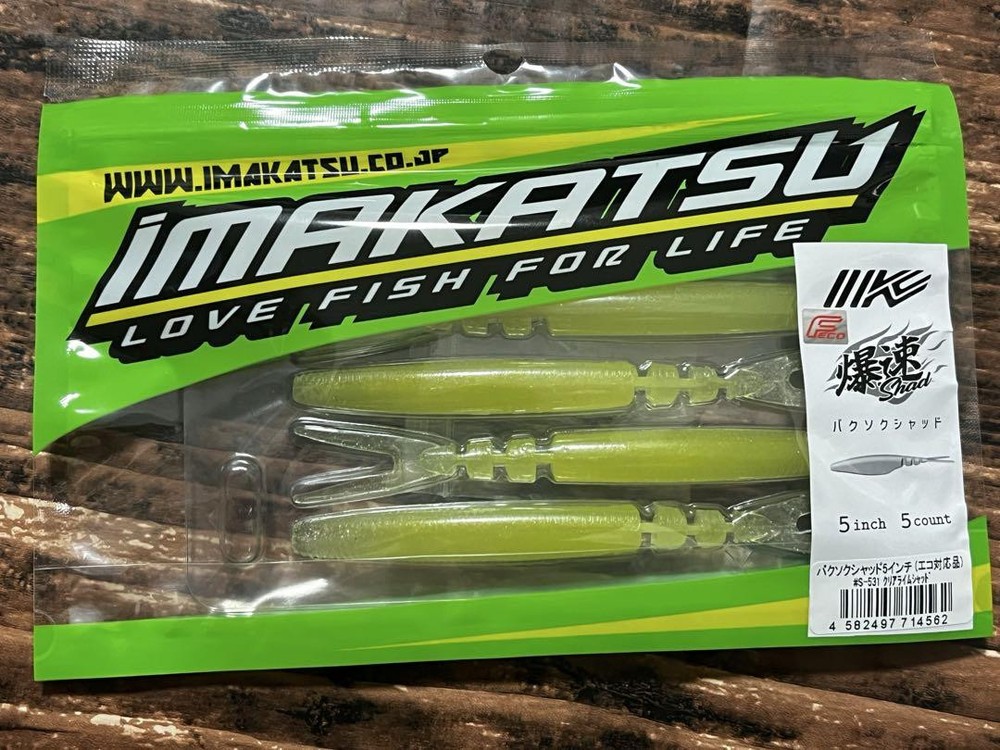 WWW.IMAKATSU.CO.JP
iMAKATSU
LOVE FISH FOR LIFE
IKE
Feco
爆速
Shad
バクソクシャッド
5inch 5count
バクソクシャッド5インチ(エコ対応品)
#S-531 クリアライムシャッド
4 582497 714562